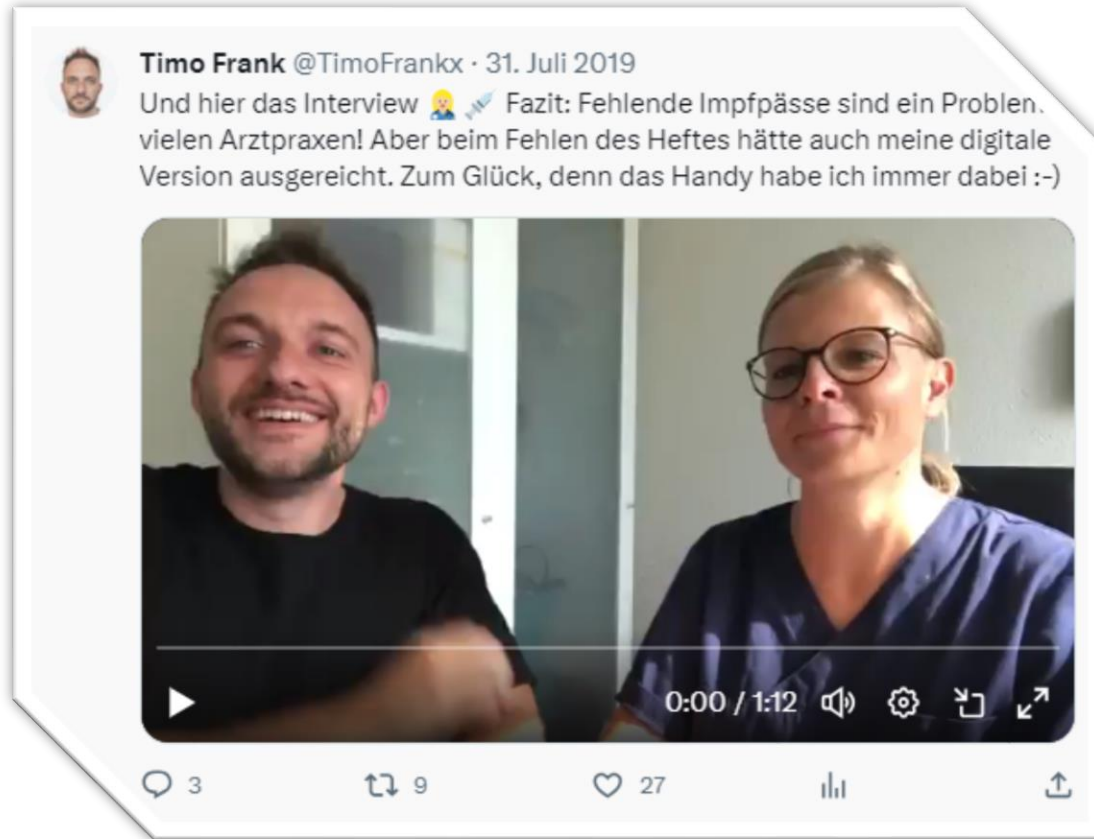 Timo Frank @TimoFrankx · 31. Juli 2019
Und hier das Interview 👩‍⚕️ 💉 Fazit: Fehlende Impfpässe sind ein
vielen Arztpraxen! Aber beim Fehlen des Heftes hätte auch meine digitale
Version ausgereicht. Zum Glück, denn das Handy habe ich immer dabei :-)
0:00 / 1:12
3 9 27